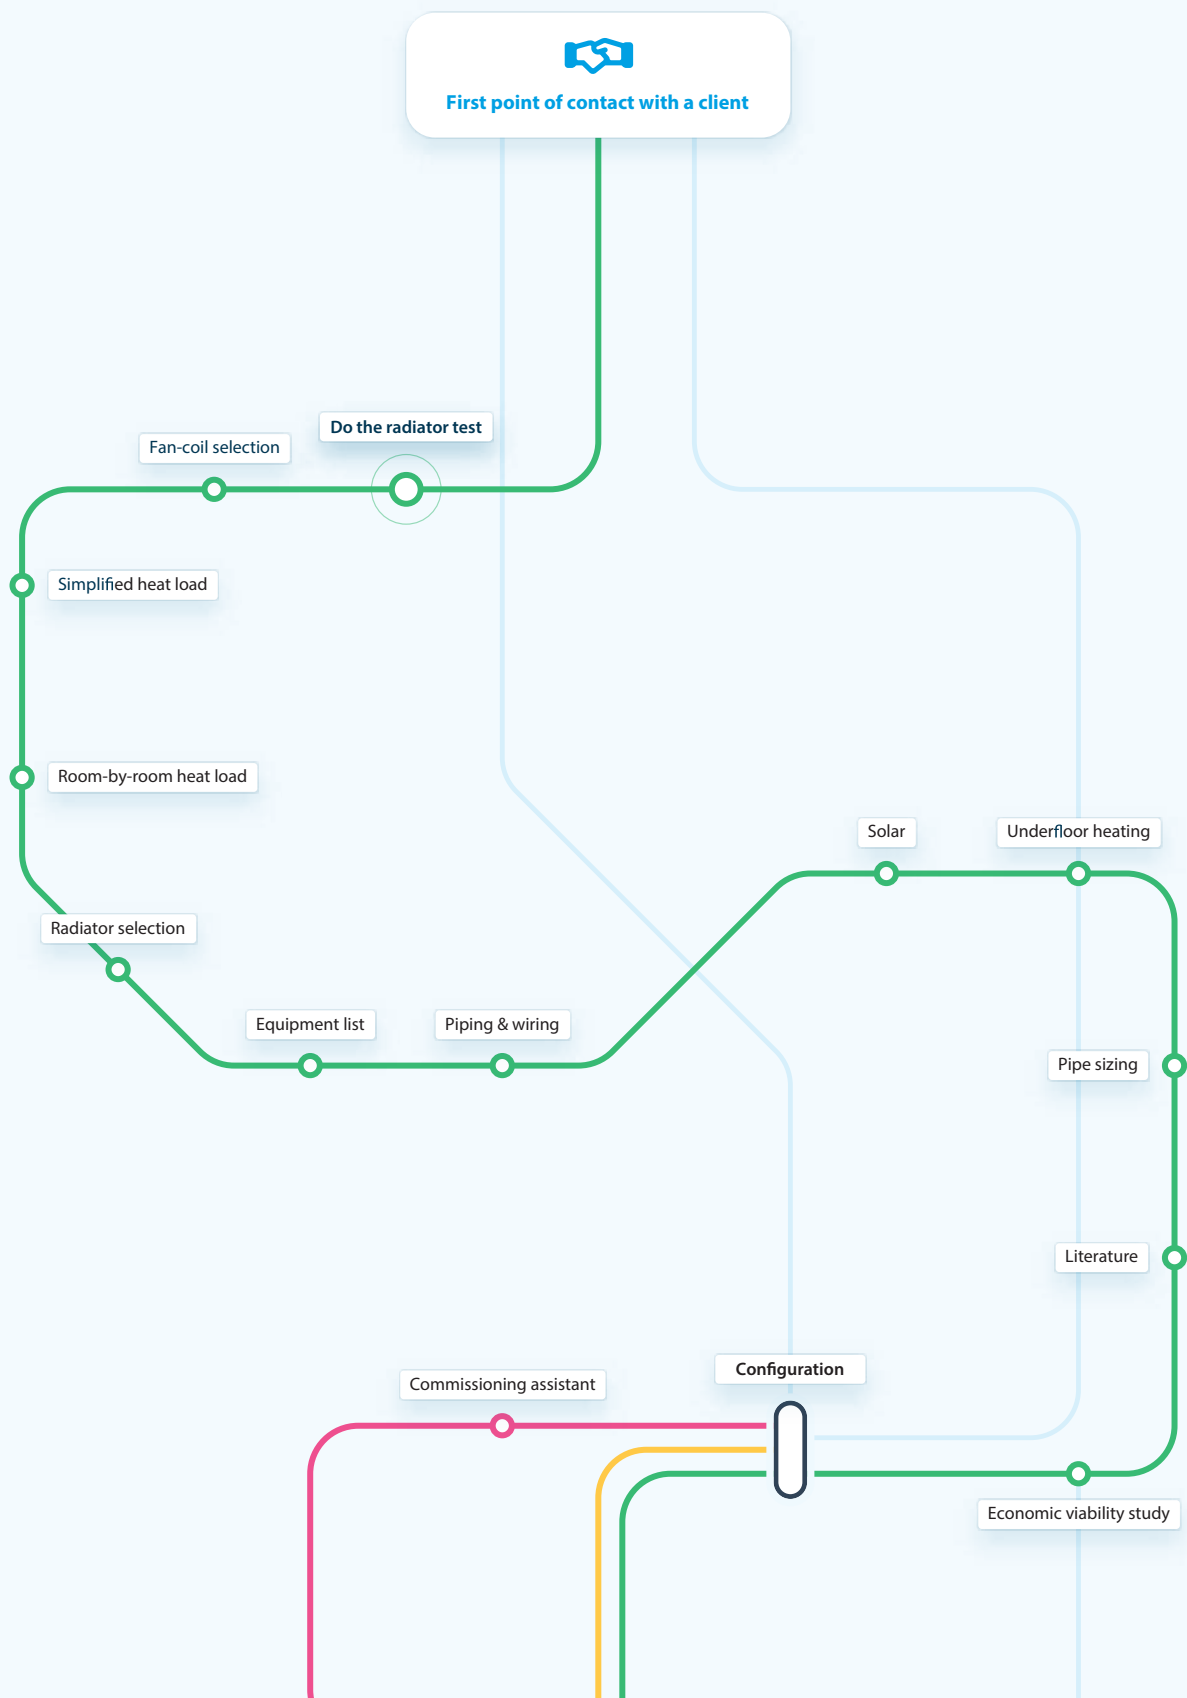 First point of contact with a client
Do the radiator test
Fan-coil selection
Simplified heat load
Room-by-room heat load
Radiator selection
Equipment list
Piping & wiring
Solar
Underfloor heating
Pipe sizing
Literature
Economic viability study
Configuration
Commissioning assistant